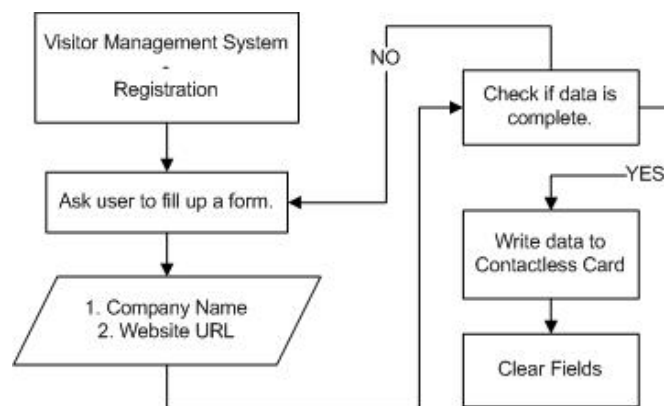 Visitor Management System
-
Registration
Ask user to fill up a form.
1. Company Name
2. Website URL
NO
Check if data is
complete.
YES
Write data to
Contactless Card
Clear Fields